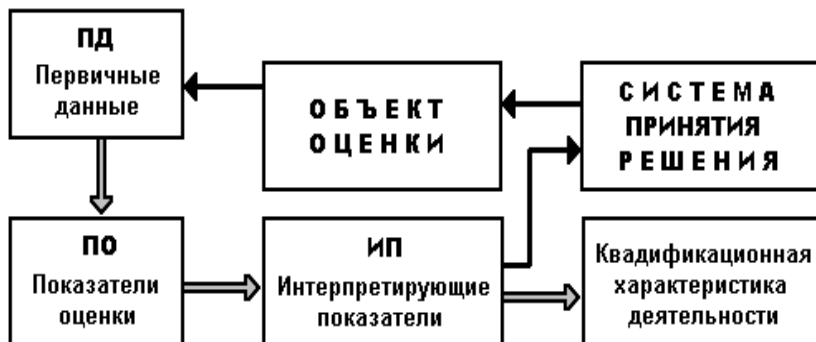 ПД
Первичные
данные
ОБЪЕКТ
ОЦЕНКИ
СИСТЕМА
ПРИНЯТИЯ
РЕШЕНИЯ
ПО
Показатели
оценки
ИП
Интерпретирующие
показатели
Квадификационная
характеристика
деятельности